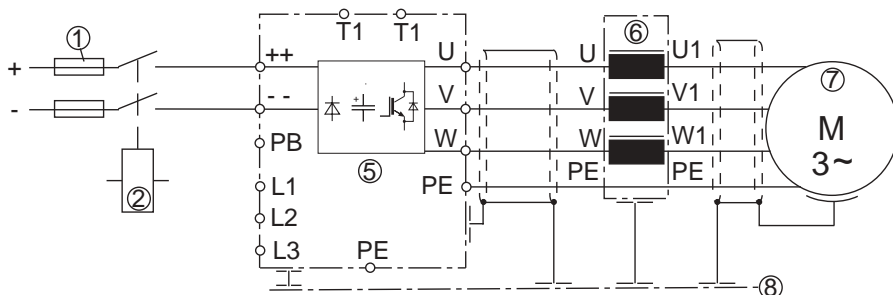 T1 T1
①
⑥
+ ++ U U U1
⑦
- - - V V V1
M
PB W W W1
3~
⑤
PE PE
②
L1 PE
L2
L3 PE
⑧